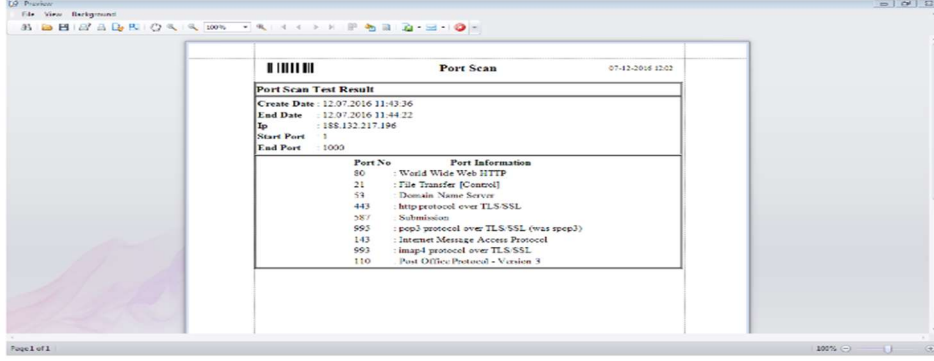 Preview
File View Background
100%
Port Scan
07-12-2016 12:02
Port Scan Test Result
Create Date : 12.07.2016 11:43:36
End Date : 12.07.2016 11:44:22
Ip : 188.132.217.196
Start Port : 1
End Port : 1000
Port No Port Information
80 : World Wide Web HTTP
21 : File Transfer [Control]
53 : Domain Name Server
443 : http protocol over TLS/SSL
587 : Submission
995 : pop3 protocol over TLS/SSL (was spop3)
143 : Internet Message Access Protocol
993 : imap4 protocol over TLS/SSL
110 : Post Office Protocol - Version 3
Page 1 of 1
100%